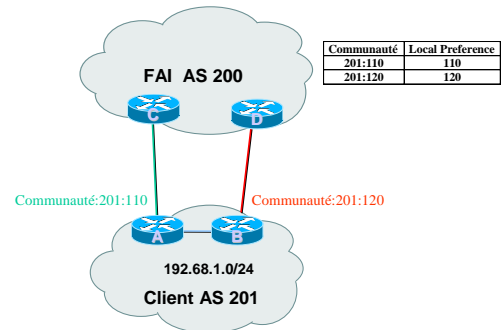 Communauté Local Preference
201:110 110
201:120 120
FAI AS 200
C
D
Communauté:201:110
Communauté:201:120
A
B
192.68.1.0/24
Client AS 201